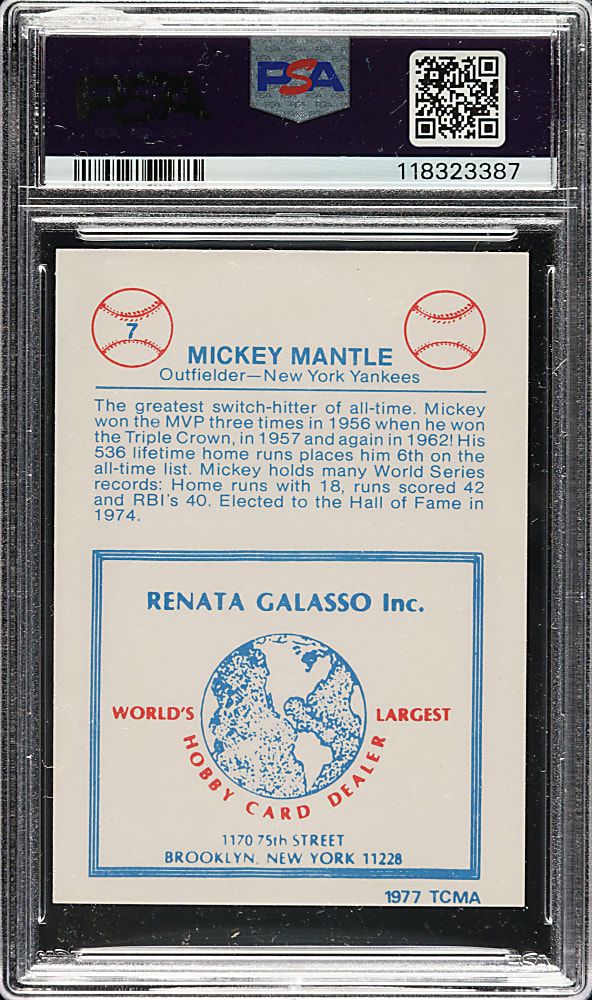 PSA
PSA
118323387
7
MICKEY MANTLE
Outfielder—New York Yankees
The greatest switch-hitter of all-time. Mickey
won the MVP three times in 1956 when he won
the Triple Crown, in 1957 and again in 1962! His
536 lifetime home runs places him 6th on the
all-time list. Mickey holds many World Series
records: Home runs with 18, runs scored 42
and RBI's 40. Elected to the Hall of Fame in
1974.
RENATA GALASSO Inc.
WORLD'S LARGEST
HOBBY CARD DEALER
1170 75th STREET
BROOKLYN, NEW YORK 11228
1977 TCMA
PSA